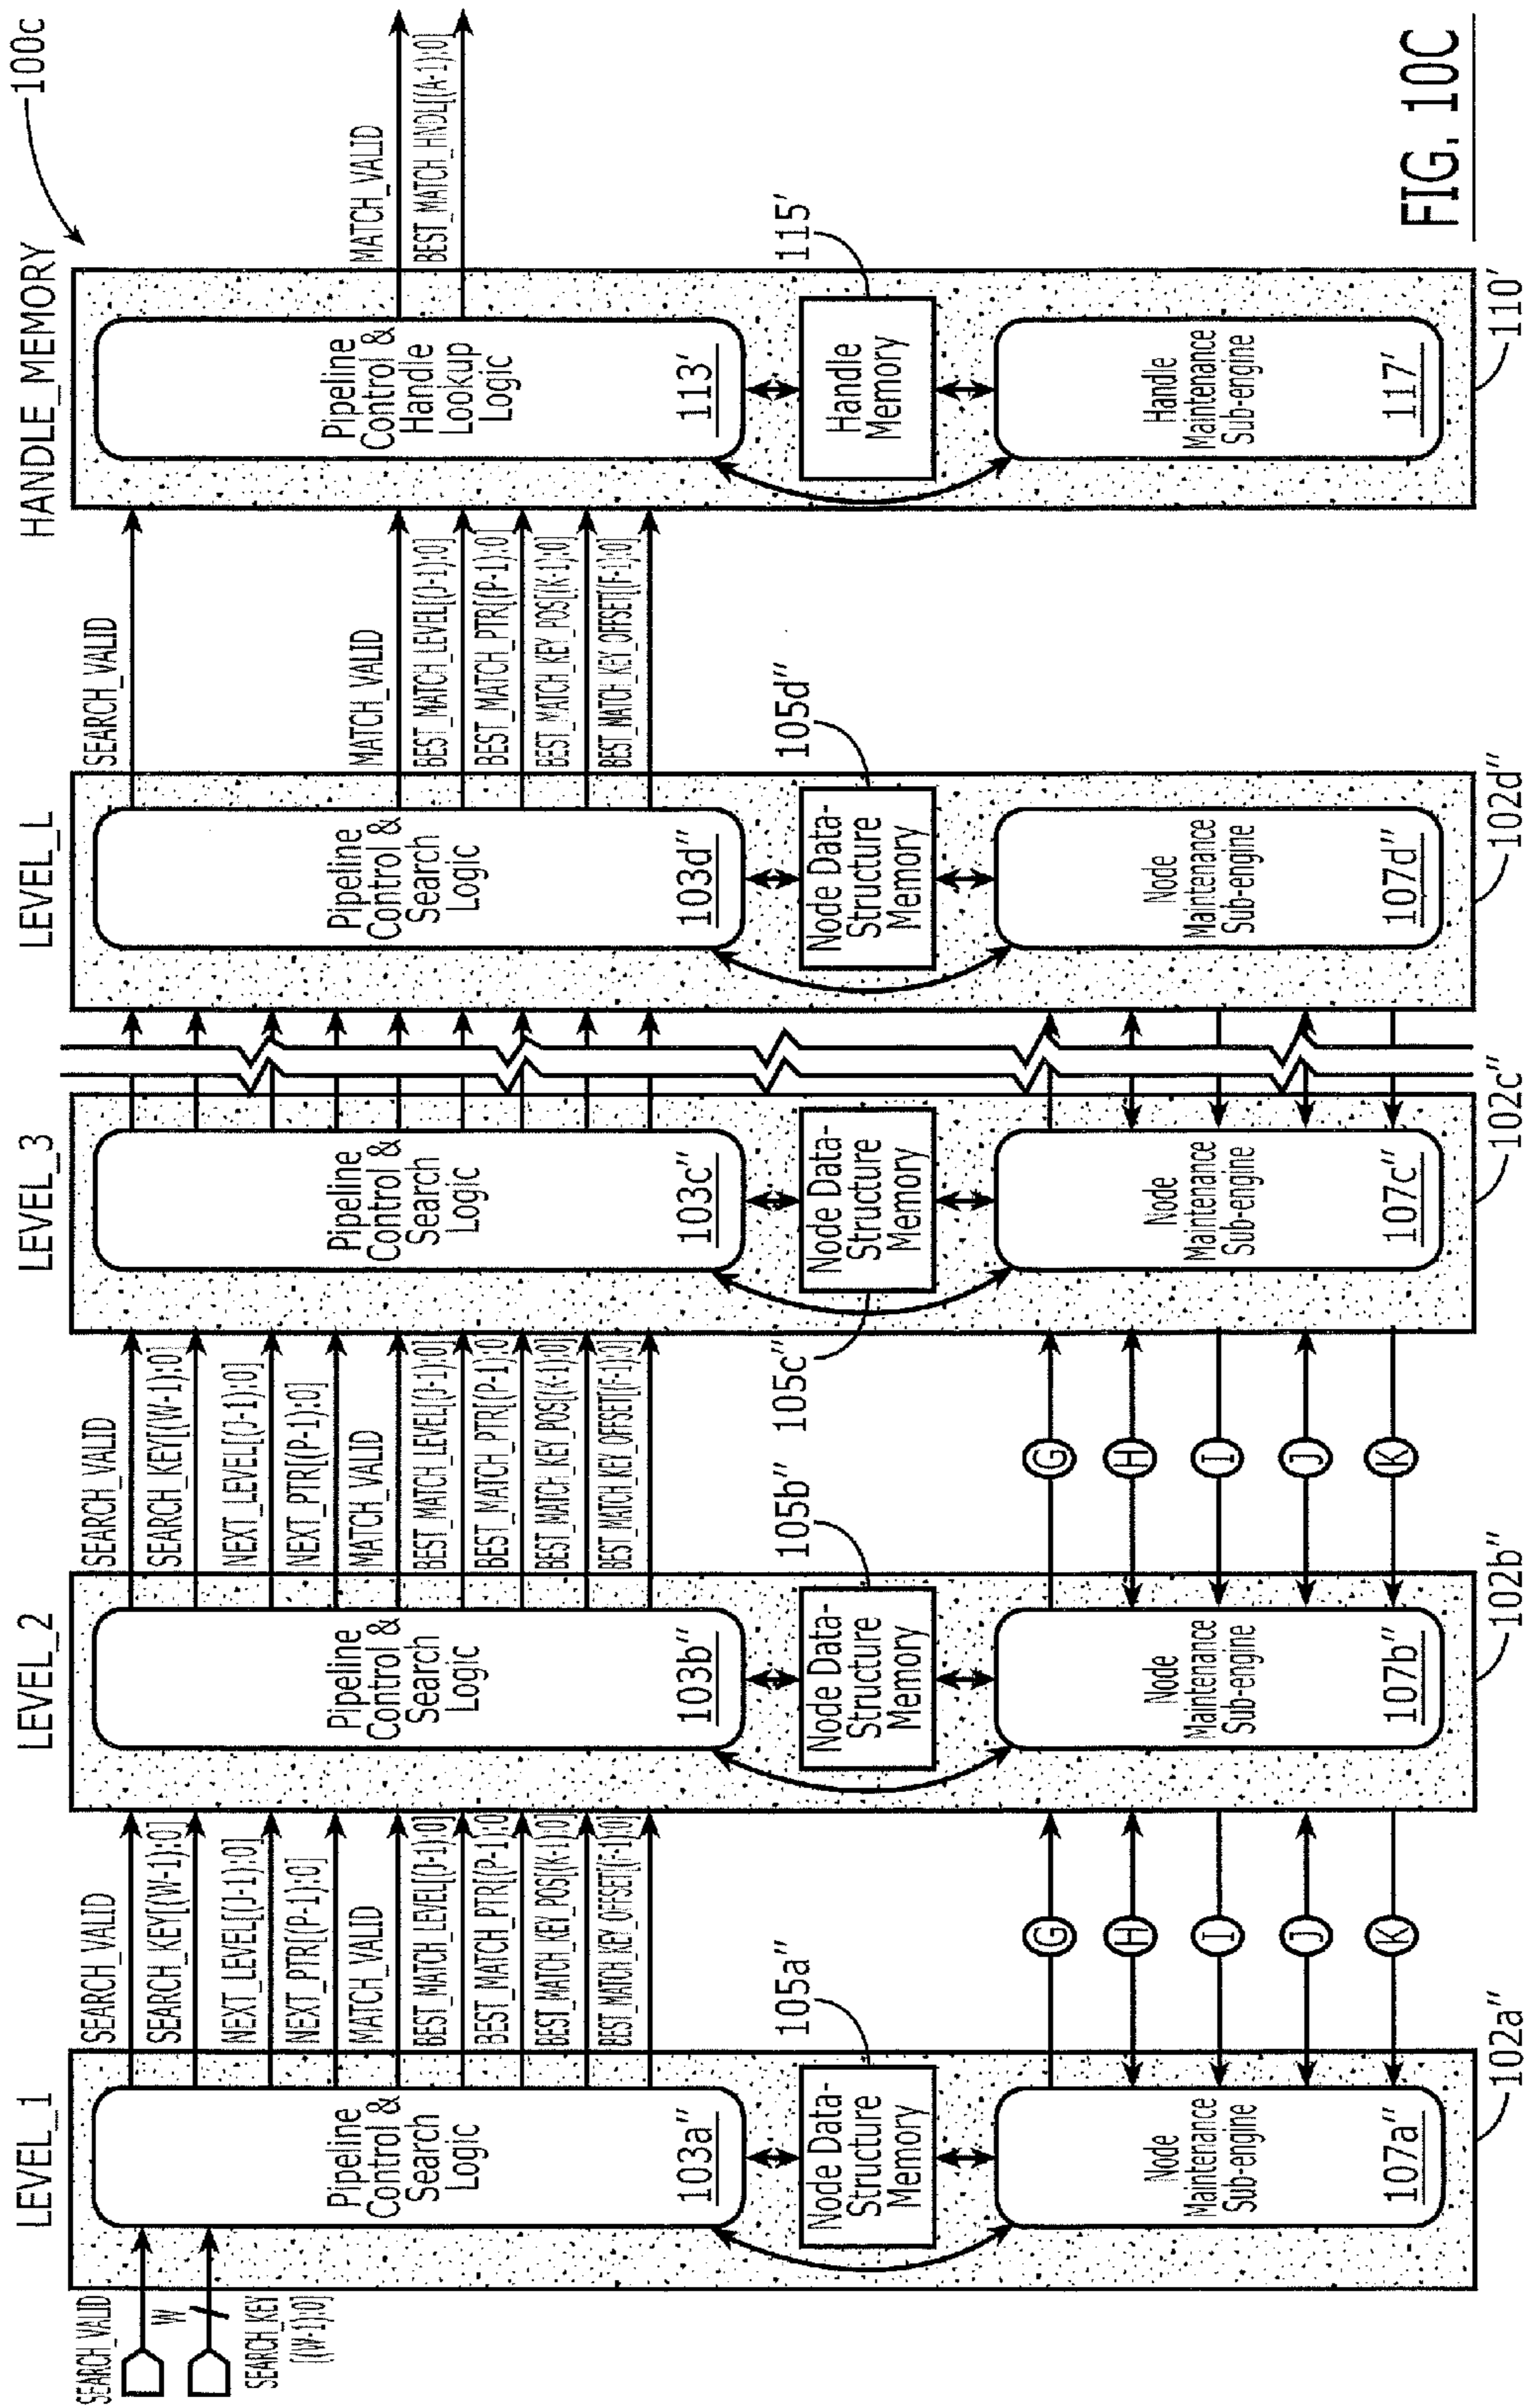 100c
LEVEL_1
LEVEL_2
LEVEL_3
LEVEL_L
HANDLE_MEMORY
SEARCH_VALID
W
SEARCH_KEY
[(W-1):0]
Pipeline
Control &
Search
Logic
103a″
Node Data-
Structure
Memory
105a″
Node
Maintenance
Sub-engine
107a″
102a″
SEARCH_VALID
SEARCH_KEY[(W-1):0]
NEXT_LEVEL[(J-1):0]
NEXT_PTR[(P-1):0]
MATCH_VALID
BEST_MATCH_LEVEL[(J-1):0]
BEST_MATCH_PTR[(P-1):0
BEST_MATCH_KEY_POS[(K-1):0]
BEST_MATCH_KEY_OFFSET[(F-1):0]
G
H
I
J
K
Pipeline
Control &
Search
Logic
103b″
Node Data-
Structure
Memory
105b″
Node
Maintenance
Sub-engine
107b″
102b″
SEARCH_VALID
SEARCH_KEY[(W-1):0]
NEXT_LEVEL[(J-1):0]
NEXT_PTR[(P-1):0]
MATCH_VALID
BEST_MATCH_LEVEL[(J-1):0]
BEST_MATCH_PTR[(P-1):0]
BEST_MATCH_KEY_POS[(K-1):0]
BEST_MATCH_KEY_OFFSET[(F-1):0]
G
H
I
J
K
Pipeline
Control &
Search
Logic
103c″
Node Data-
Structure
Memory
105c″
Node
Maintenance
Sub-engine
107c″
102c″
Pipeline
Control &
Search
Logic
103d″
Node Data-
Structure
Memory
105d″
Node
Maintenance
Sub-engine
107d″
102d″
SEARCH_VALID
MATCH_VALID
BEST_MATCH_LEVEL[(J-1):0]
BEST_MATCH_PTR[(P-1):0]
BEST_MATCH_KEY_POS[(K-1):0]
BEST_MATCH_KEY_OFFSET[(F-1):0]
Pipeline
Control &
Handle
Lookup
Logic
113′
Handle
Memory
115′
Handle
Maintenance
Sub-engine
117′
110′
MATCH_VALID
BEST_MATCH_HNDL[(A-1):0]
FIG. 10C